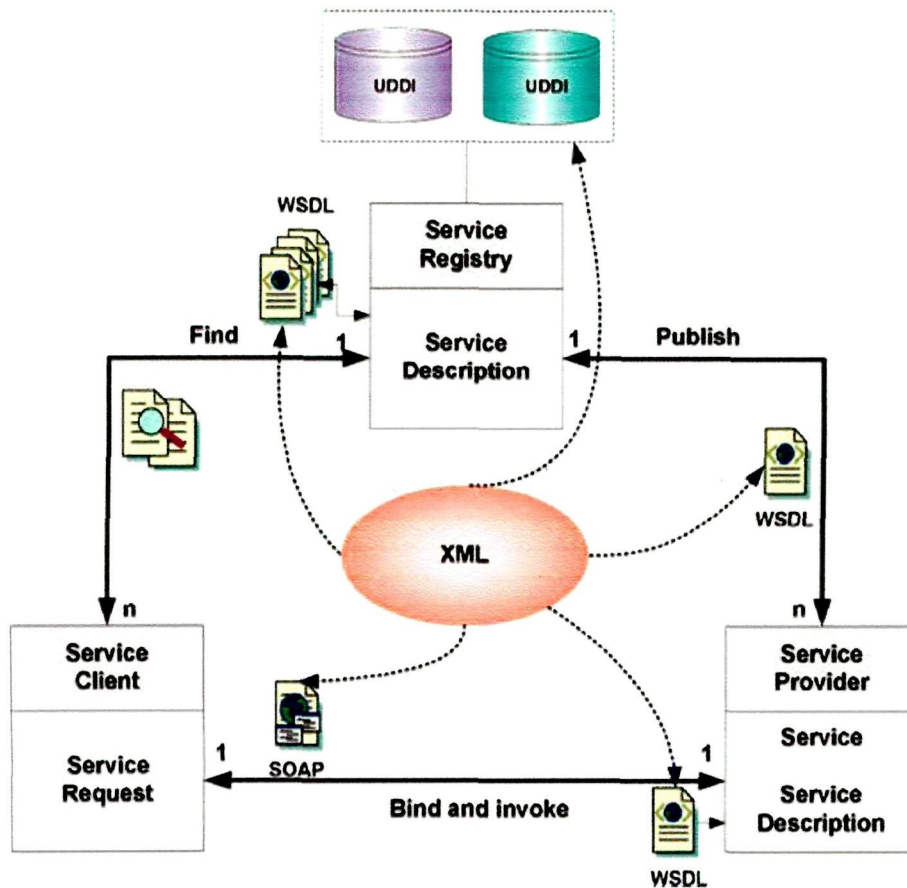 UDDI
UDDI
WSDL
Service
Registry
Find
1
Service
Description
1
Publish
WSDL
XML
n
n
Service
Client
Service
Provider
Service
Request
SOAP
1
Bind and invoke
1
Service
Service
Description
WSDL